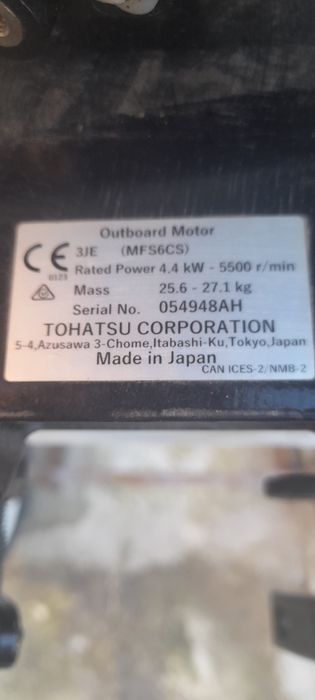 Outboard Motor
CE 3JE (MFS6CS)
0123 Rated Power 4.4 kW - 5500 r/min
Mass 25.6 - 27.1 kg
Serial No. 054948AH
TOHATSU CORPORATION
5-4,Azusawa 3-Chome,Itabashi-Ku,Tokyo,Japan
Made in Japan
CAN ICES-2/NMB-2